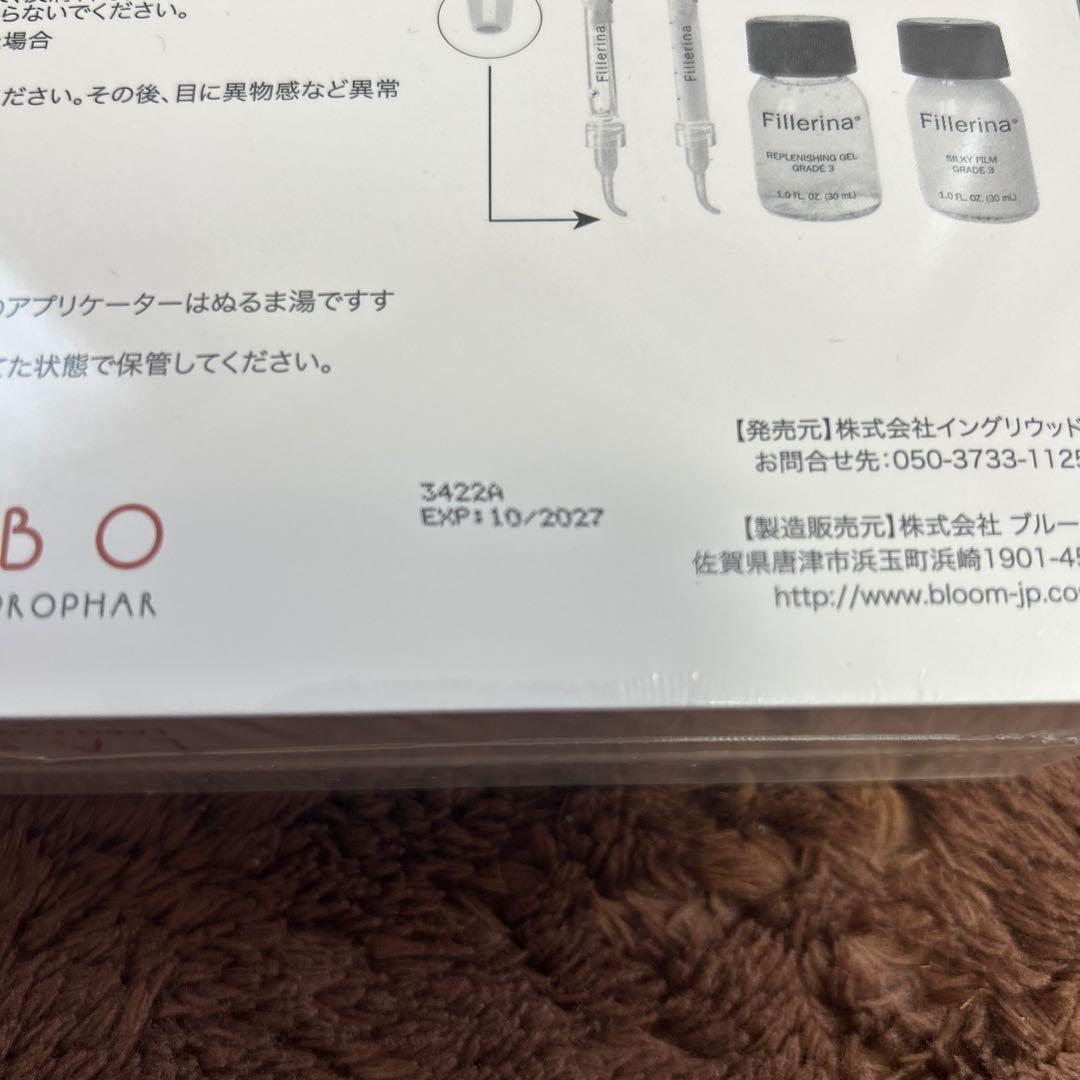 らないでください。
場合
ださい。その後、目に異物感など異常
Fillerina
Fillerina
Fillerina®
REPLENISHING GEL
GRADE 3
1.0 FL. OZ. (30 mL)
Fillerina®
SILKY FILM
GRADE 3
1.0 FL. OZ. (30 mL)
のアプリケーターはぬるま湯ですす
てた状態で保管してください。
【発売元】株式会社イングリウッド
お問合せ先：050-3733-1125
3422A
EXP: 10/2027
BO
PROPHAR
【製造販売元】株式会社 ブルー
佐賀県唐津市浜玉町浜崎1901-45
http://www.bloom-jp.co